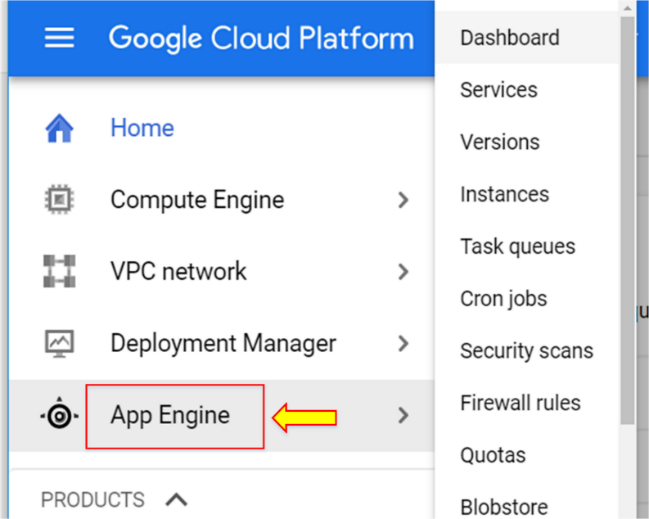 Google Cloud Platform
Home
Compute Engine
VPC network
Deployment Manager
App Engine
PRODUCTS
Dashboard
Services
Versions
Instances
Task queues
Cron jobs
Security scans
Firewall rules
Quotas
Blobstore